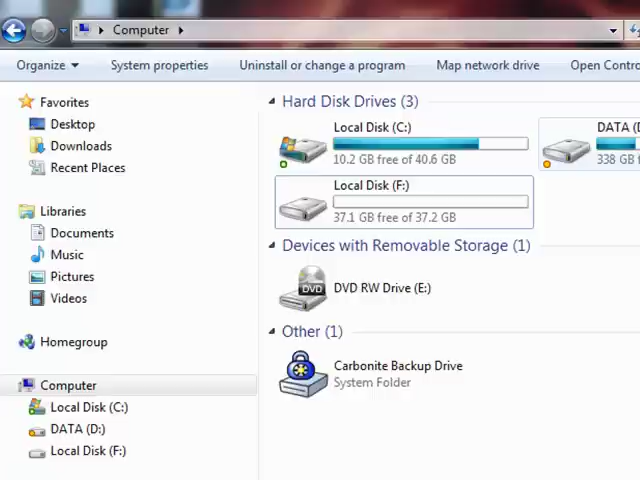 Computer
Organize
System properties
Uninstall or change a program
Map network drive
Open Contro
Favorites
Desktop
Downloads
Recent Places
Libraries
Documents
Music
Pictures
Videos
Homegroup
Computer
Local Disk (C:)
DATA (D:)
Local Disk (F:)
Hard Disk Drives (3)
Local Disk (C:)
10.2 GB free of 40.6 GB
DATA (D
338 GB f
Local Disk (F:)
37.1 GB free of 37.2 GB
Devices with Removable Storage (1)
DVD
DVD RW Drive (E:)
Other (1)
Carbonite Backup Drive
System Folder